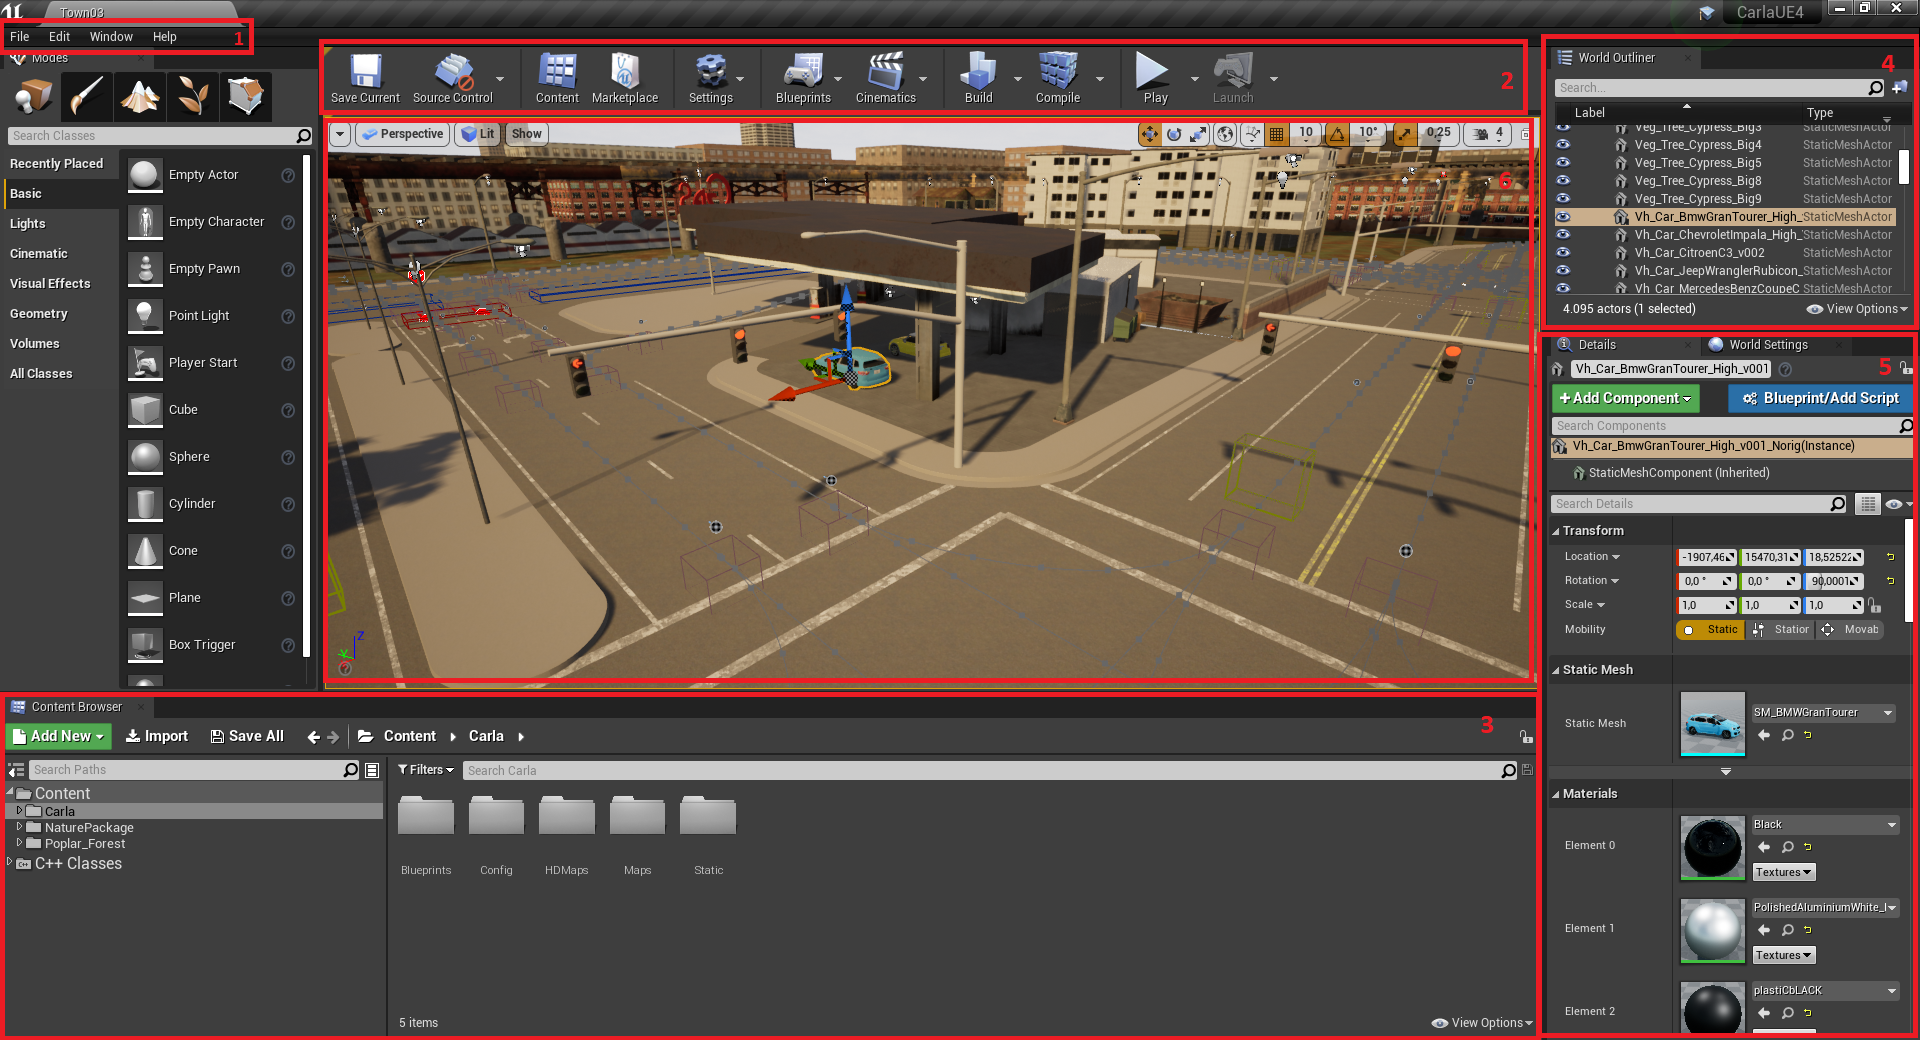 Town03
CarlaUE4
File Edit Window Help 1
Modes
Search Classes
Recently Placed
Basic
Lights
Cinematic
Visual Effects
Geometry
Volumes
All Classes
Empty Actor
Empty Character
Empty Pawn
Point Light
Player Start
Cube
Sphere
Cylinder
Cone
Plane
Box Trigger
Save Current Source Control Content Marketplace Settings Blueprints Cinematics Build Compile Play Launch 2
Perspective Lit Show 10 10° 0,25 4
6
Z
World Outliner 4
Search...
Label Type
Veg_Tree_Cypress_Big3 StaticMeshActor
Veg_Tree_Cypress_Big4 StaticMeshActor
Veg_Tree_Cypress_Big5 StaticMeshActor
Veg_Tree_Cypress_Big8 StaticMeshActor
Veg_Tree_Cypress_Big9 StaticMeshActor
Vh_Car_BmwGranTourer_High_ StaticMeshActor
Vh_Car_ChevroletImpala_High_ StaticMeshActor
Vh_Car_CitroenC3_v002 StaticMeshActor
Vh_Car_JeepWranglerRubicon_ StaticMeshActor
Vh_Car_MercedesBenzCoupeC StaticMeshActor
4.095 actors (1 selected) View Options
Details World Settings
Vh_Car_BmwGranTourer_High_v001 5
+Add Component Blueprint/Add Script
Search Components
Vh_Car_BmwGranTourer_High_v001_Norig(Instance)
StaticMeshComponent (Inherited)
Search Details
Transform
Location -1907,46 15470,31 18,52522
Rotation 0,0 ° 0,0 ° 90,0001
Scale 1,0 1,0 1,0
Mobility Static Station Movab
Static Mesh
Static Mesh SM_BMWGranTourer
Materials
Element 0 Black
Textures
Element 1 PolishedAluminiumWhite_
Textures
Element 2 plastiCbLACK
Content Browser
Add New Import Save All Content Carla 3
Search Paths
Content
Carla
NaturePackage
Poplar_Forest
C++ Classes
Filters Search Carla
Blueprints Config HDMaps Maps Static
5 items View Options